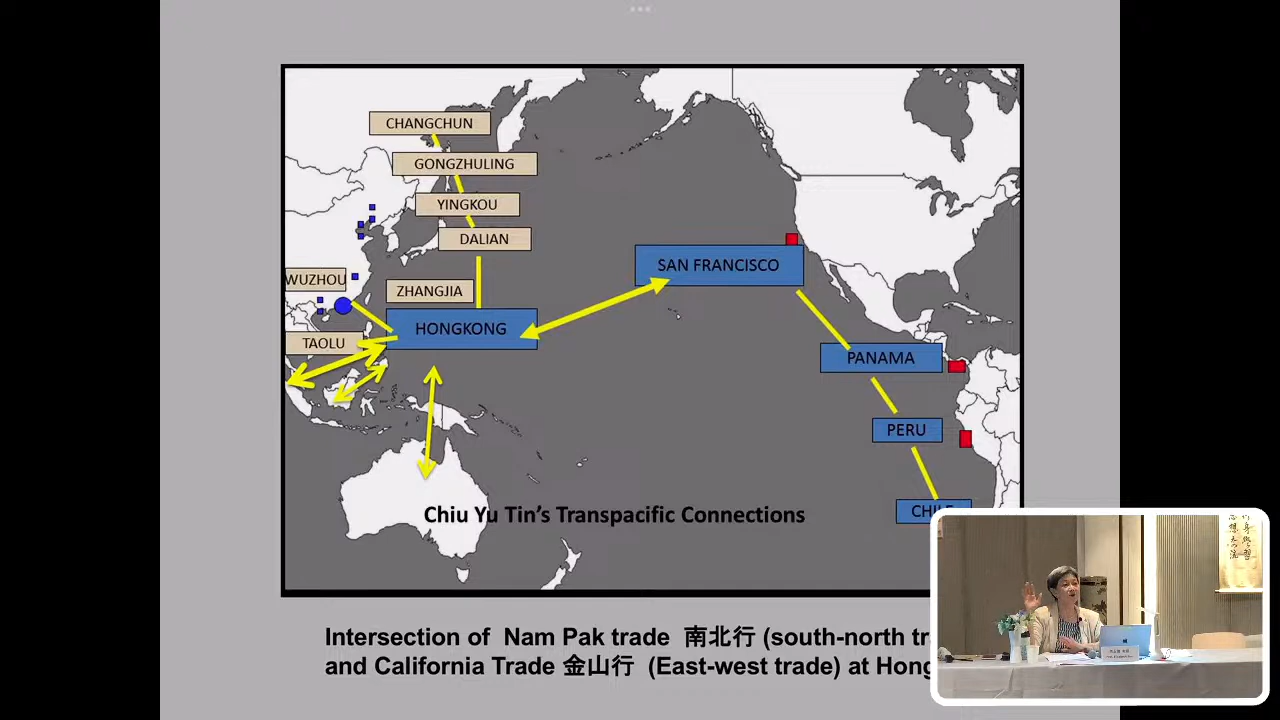 CHANGCHUN
GONGZHULING
YINGKOU
DALIAN
SAN FRANCISCO
WUZHOU
ZHANGJIA
HONGKONG
TAOLU
PANAMA
PERU
CHILE
Chiu Yu Tin's Transpacific Connections
Intersection of Nam Pak trade 南北行 (south-north tr
and California Trade 金山行 (East-west trade) at Hong